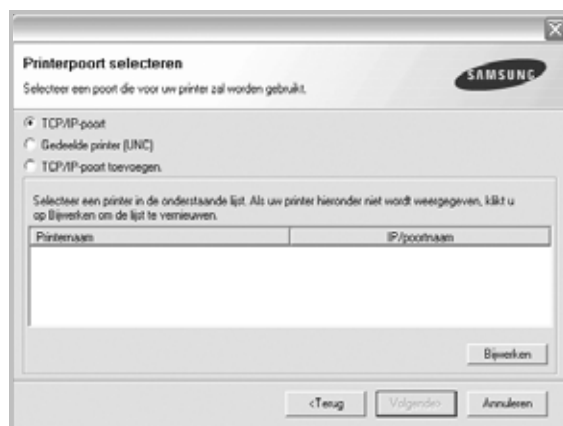 Printerpoort selecteren
Selecteer een poort die voor uw printer zal worden gebruikt.
SAMSUNG
TCP/IP-poort
Gedeelde printer (UNC)
TCP/IP-poort toevoegen.
Selecteer een printer in de onderstaande lijst. Als uw printer hieronder niet wordt weergegeven, klikt u
op Bijwerken om de lijst te vernieuwen.
Printernaam IP/poortnaam
Bijwerken
<Terug Volgende> Annuleren